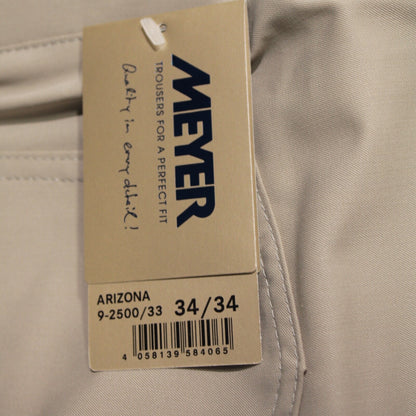 MEYER
TROUSERS FOR A PERFECT FIT
Quality in every detail!
ARIZONA
9-2500/33 34/34
4 058139 584065